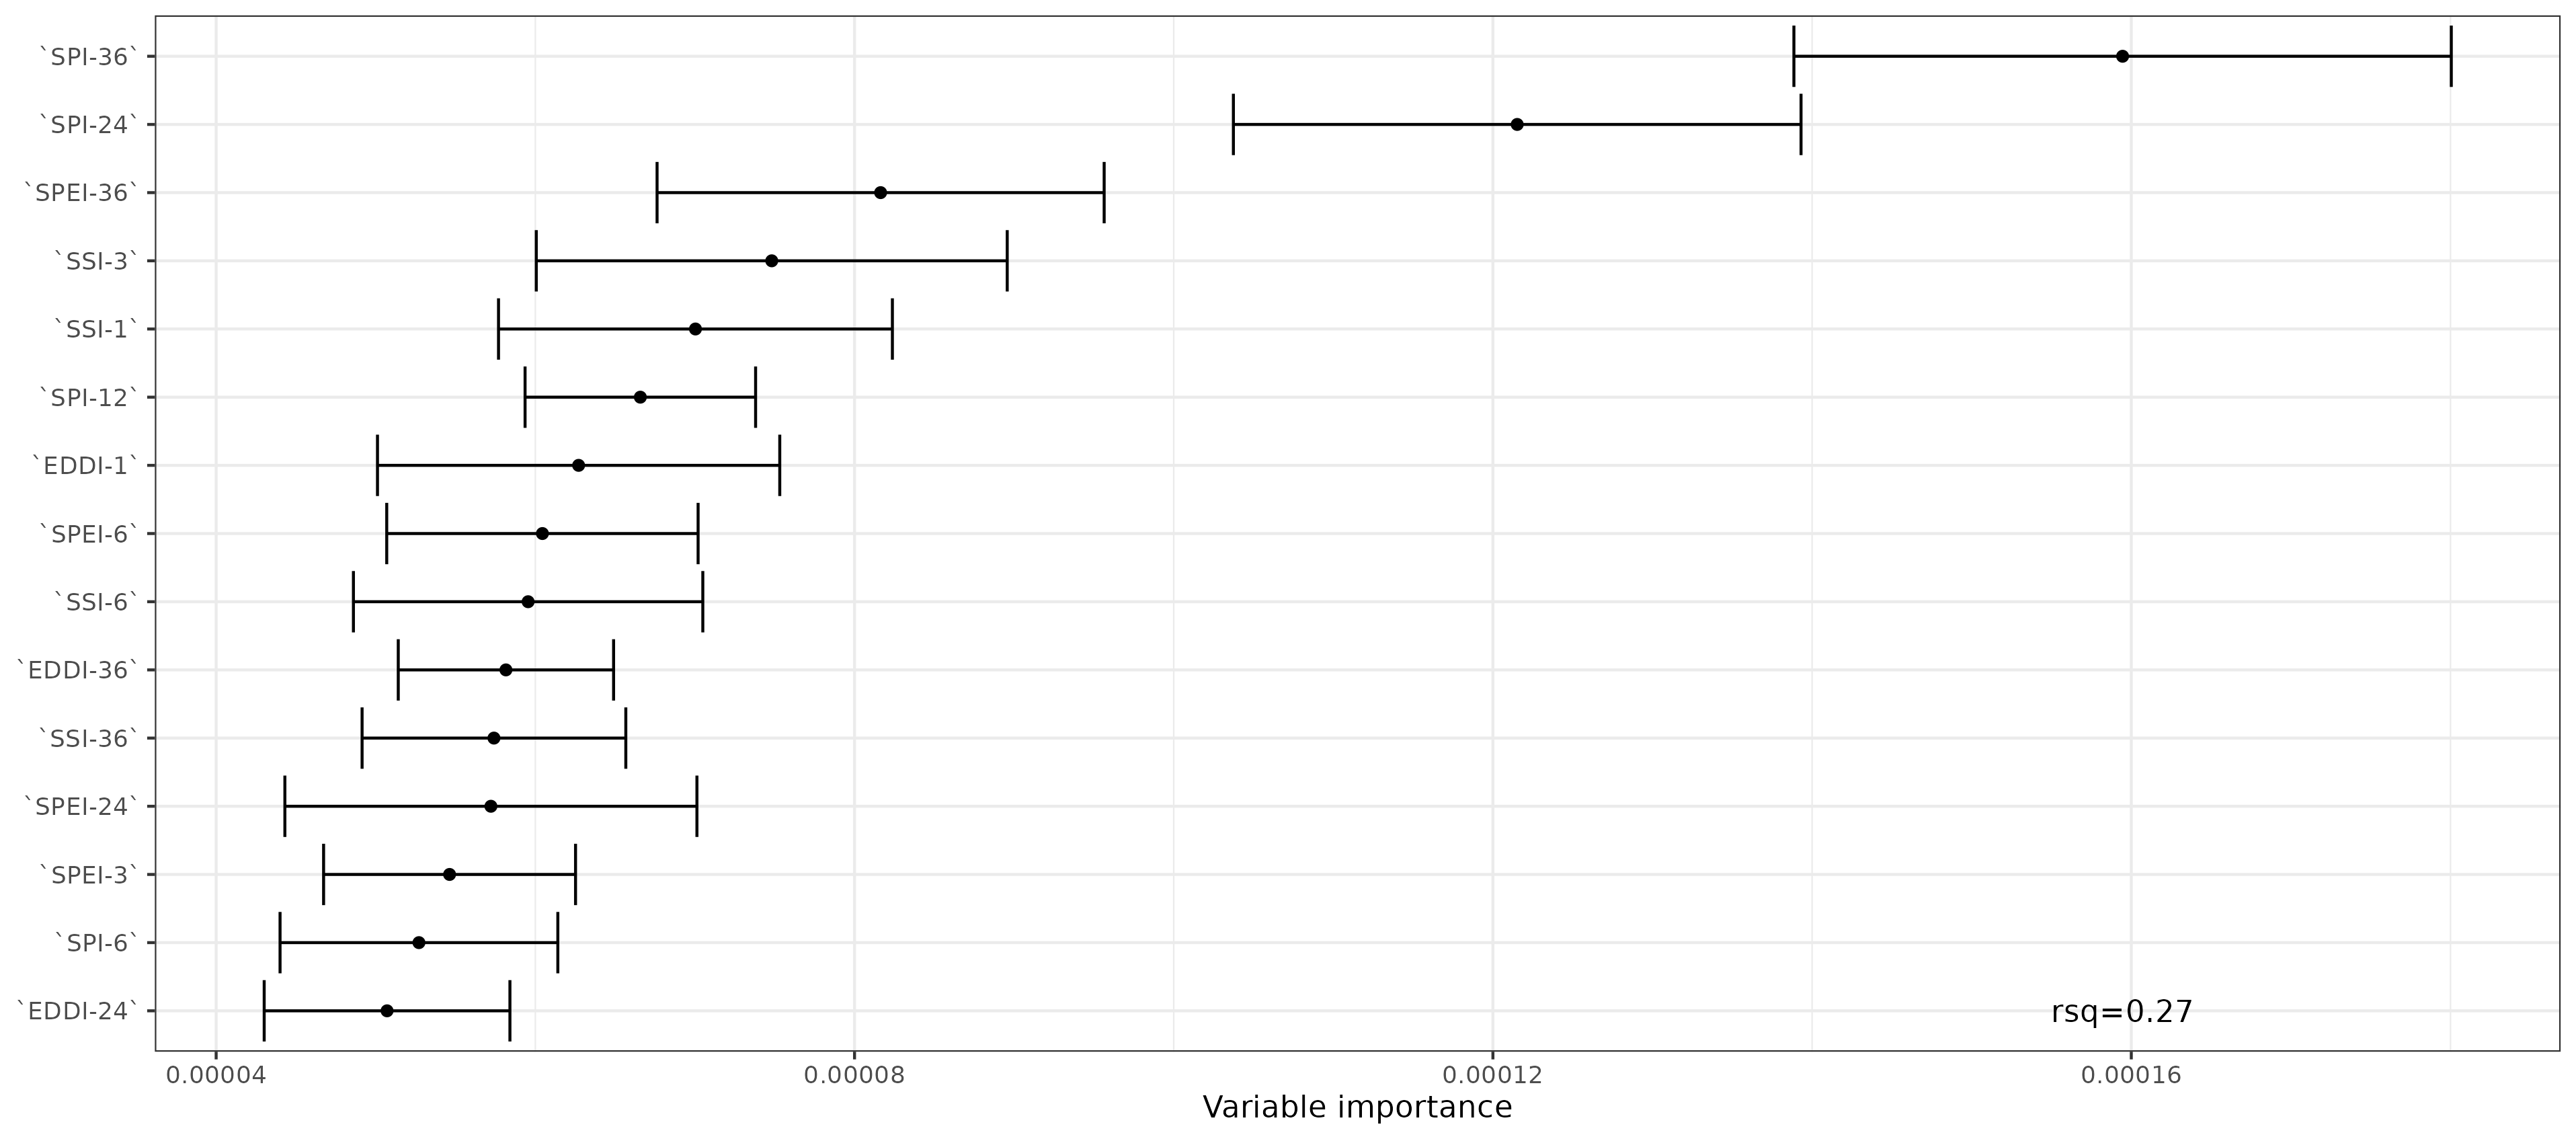 `SPI-36`
`SPI-24`
`SPEI-36`
`SSI-3`
`SSI-1`
`SPI-12`
`EDDI-1`
`SPEI-6`
`SSI-6`
`EDDI-36`
`SSI-36`
`SPEI-24`
`SPEI-3`
`SPI-6`
`EDDI-24`
rsq=0.27
0.00004 0.00008 0.00012 0.00016
Variable importance